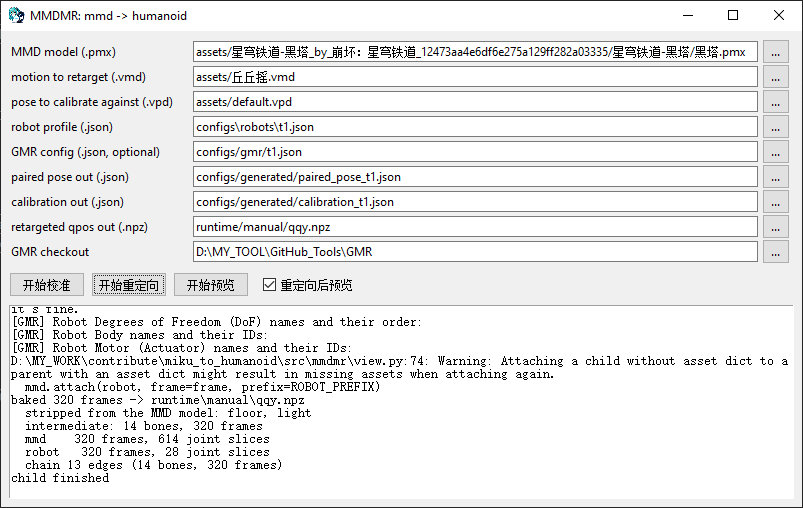 MMDMR: mmd -> humanoid
MMD model (.pmx) assets/星穹铁道-黑塔_by_崩坏：星穹铁道_12473aa4e6df6e275a129ff282a03335/星穹铁道-黑塔/黑塔.pmx ...
motion to retarget (.vmd) assets/丘丘摇.vmd ...
pose to calibrate against (.vpd) assets/default.vpd ...
robot profile (.json) configs\robots\t1.json ...
GMR config (.json, optional) configs/gmr/t1.json ...
paired pose out (.json) configs/generated/paired_pose_t1.json ...
calibration out (.json) configs/generated/calibration_t1.json ...
retargeted qpos out (.npz) runtime/manual/qqy.npz ...
GMR checkout D:\MY_TOOL\GitHub_Tools\GMR ...
开始校准 开始重定向 开始预览 重定向后预览
it's fine.
[GMR] Robot Degrees of Freedom (DoF) names and their order:
[GMR] Robot Body names and their IDs:
[GMR] Robot Motor (Actuator) names and their IDs:
D:\MY_WORK\contribute\miku_to_humanoid\src\mmdmr\view.py:74: Warning: Attaching a child without asset dict to a
parent with an asset dict might result in missing assets when attaching again.
mmd.attach(robot, frame=frame, prefix=ROBOT_PREFIX)
baked 320 frames -> runtime\manual\qqy.npz
stripped from the MMD model: floor, light
intermediate: 14 bones, 320 frames
mmd 320 frames, 614 joint slices
robot 320 frames, 28 joint slices
chain 13 edges (14 bones, 320 frames)
child finished